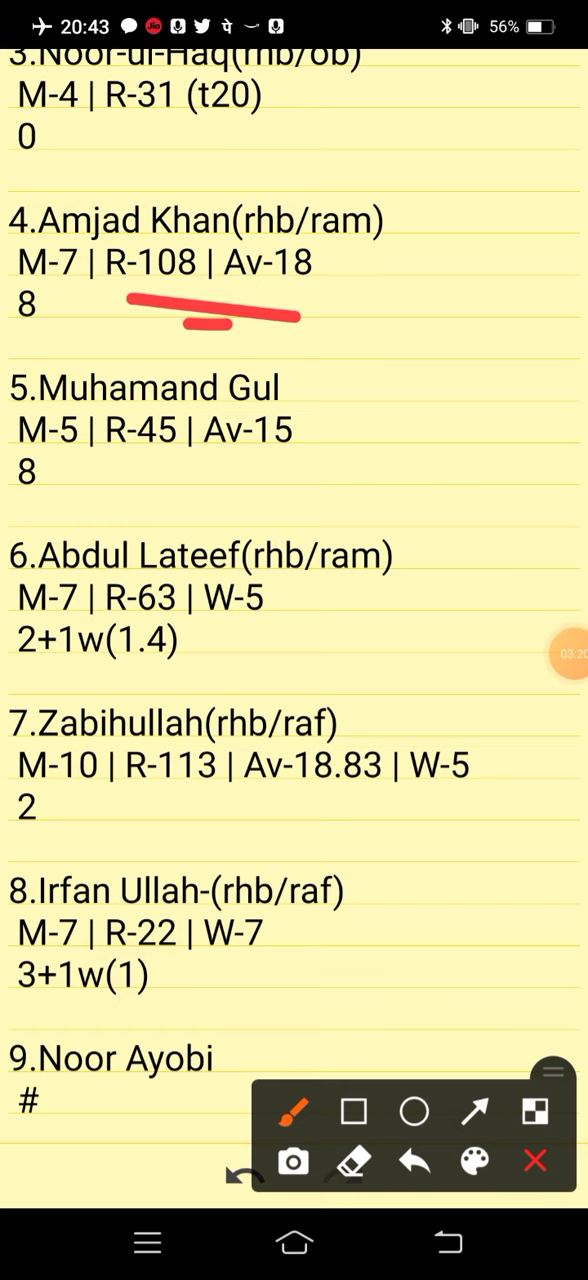 20:43
Jio
पे
56%
3.Noor-ul-Haq(rhb/ob)
M-4 | R-31 (t20)
0
4.Amjad Khan(rhb/ram)
M-7 | R-108 | Av-18
8
5.Muhamand Gul
M-5 | R-45 | Av-15
8
6.Abdul Lateef(rhb/ram)
M-7 | R-63 | W-5
2+1w(1.4)
03:20
7.Zabihullah(rhb/raf)
M-10 | R-113 | Av-18.83 | W-5
2
8.Irfan Ullah-(rhb/raf)
M-7 | R-22 | W-7
3+1w(1)
9.Noor Ayobi
#